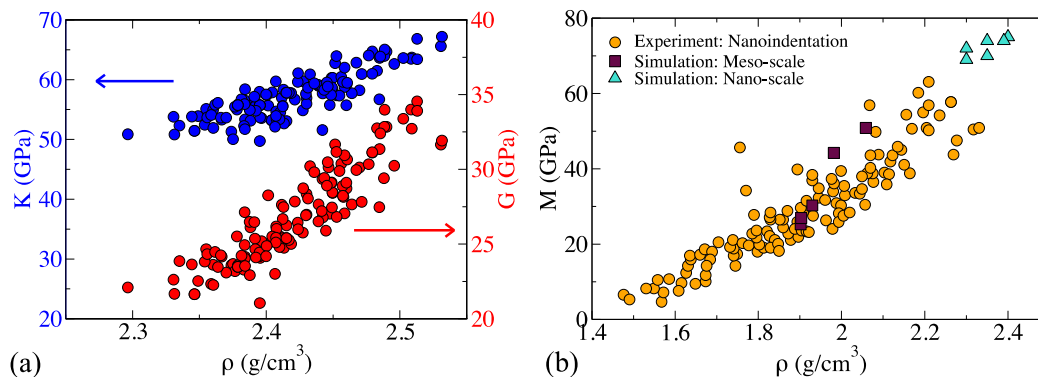 70
60
50
40
30
20
K (GPa)
40
35
30
25
20
G (GPa)
2.3
2.4
2.5
ρ (g/cm³)
(a)
80
60
40
20
0
M (GPa)
Experiment: Nanoindentation
Simulation: Meso-scale
Simulation: Nano-scale
1.4
1.6
1.8
2
2.2
2.4
ρ (g/cm³)
(b)